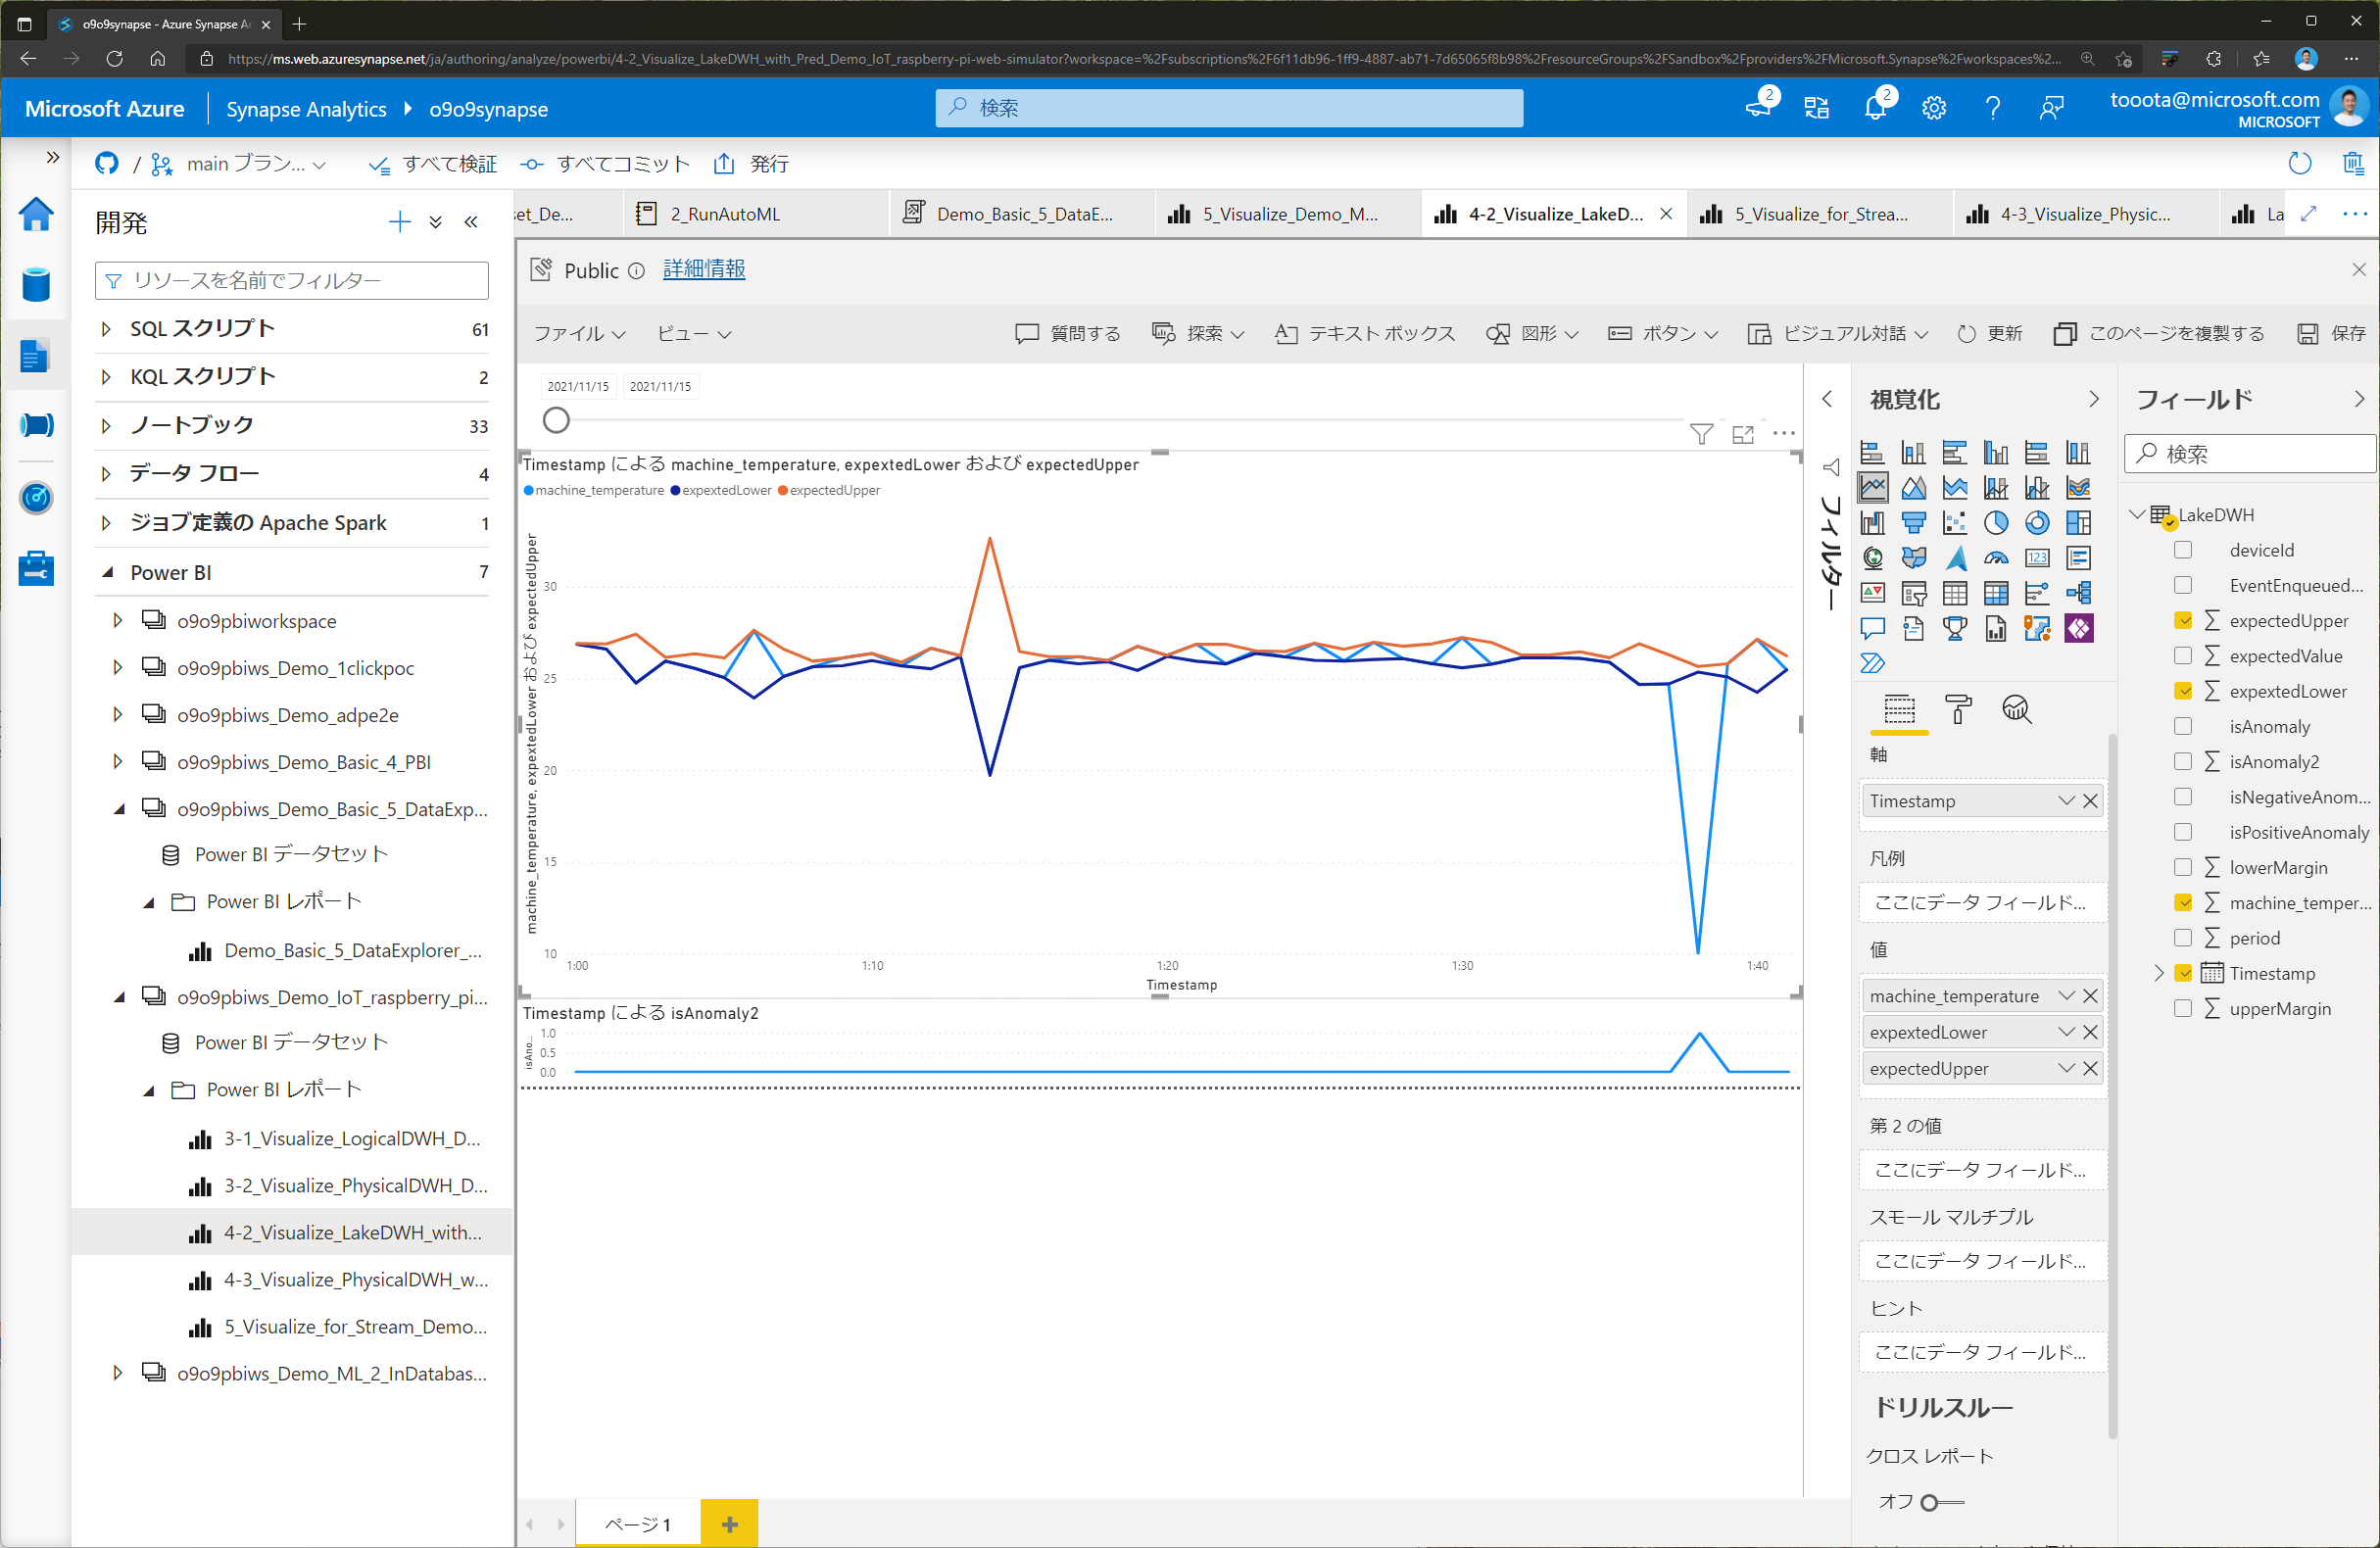 o9o9synapse - Azure Synapse An
https://ms.web.azuresynapse.net/ja/authoring/analyze/powerbi/4-2_Visualize_LakeDWH_with_Pred_Demo_IoT_raspberry-pi-web-simulator?workspace=%2Fsubscriptions%2F6f11db96-1ff9-4887-ab71-7d65065f8b98%2FresourceGroups%2FSandbox%2Fproviders%2FMicrosoft.Synapse%2Fworkspaces%2...
Microsoft Azure
Synapse Analytics
o9o9synapse
検索
2
2
tooota@microsoft.com
MICROSOFT
/
main ブラン...
すべて検証
すべてコミット
発行
開発
リソースを名前でフィルター
SQL スクリプト 61
KQL スクリプト 2
ノートブック 33
データ フロー 4
ジョブ定義の Apache Spark 1
Power BI 7
o9o9pbiworkspace
o9o9pbiws_Demo_1clickpoc
o9o9pbiws_Demo_adpe2e
o9o9pbiws_Demo_Basic_4_PBI
o9o9pbiws_Demo_Basic_5_DataExp...
Power BI データセット
Power BI レポート
Demo_Basic_5_DataExplorer_...
o9o9pbiws_Demo_IoT_raspberry_pi...
Power BI データセット
Power BI レポート
3-1_Visualize_LogicalDWH_D...
3-2_Visualize_PhysicalDWH_D...
4-2_Visualize_LakeDWH_with...
4-3_Visualize_PhysicalDWH_w...
5_Visualize_for_Stream_Demo...
o9o9pbiws_Demo_ML_2_InDatabas...
set_De...
2_RunAutoML
Demo_Basic_5_DataE...
5_Visualize_Demo_M...
4-2_Visualize_LakeD...
5_Visualize_for_Strea...
4-3_Visualize_Physic...
La
Public
詳細情報
ファイル
ビュー
質問する
探索
テキスト ボックス
図形
ボタン
ビジュアル対話
更新
このページを複製する
保存
2021/11/15
2021/11/15
Timestamp による machine_temperature, expextedLower および expectedUpper
machine_temperature
expextedLower
expectedUpper
machine_temperature, expextedLower および expectedUpper
30
25
20
15
10
1:00
1:10
1:20
1:30
1:40
Timestamp
Timestamp による isAnomaly2
isAno...
1.0
0.5
0.0
ページ 1
フィルター
視覚化
123
軸
Timestamp
凡例
ここにデータ フィールド...
値
machine_temperature
expextedLower
expectedUpper
第 2 の値
ここにデータ フィールド...
スモール マルチプル
ここにデータ フィールド...
ヒント
ここにデータ フィールド...
ドリルスルー
クロス レポート
オフ
フィールド
検索
LakeDWH
deviceId
EventEnqueued...
expectedUpper
expectedValue
expextedLower
isAnomaly
isAnomaly2
isNegativeAnom...
isPositiveAnomaly
lowerMargin
machine_temper...
period
Timestamp
upperMargin